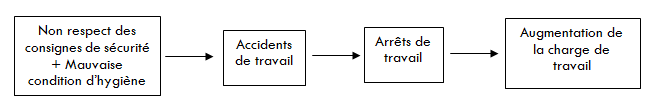 Non respect des
consignes de sécurité
+ Mauvaise
condition d'hygiène
Accidents
de travail
Arrêts de
travail
Augmentation de
la charge de
travail